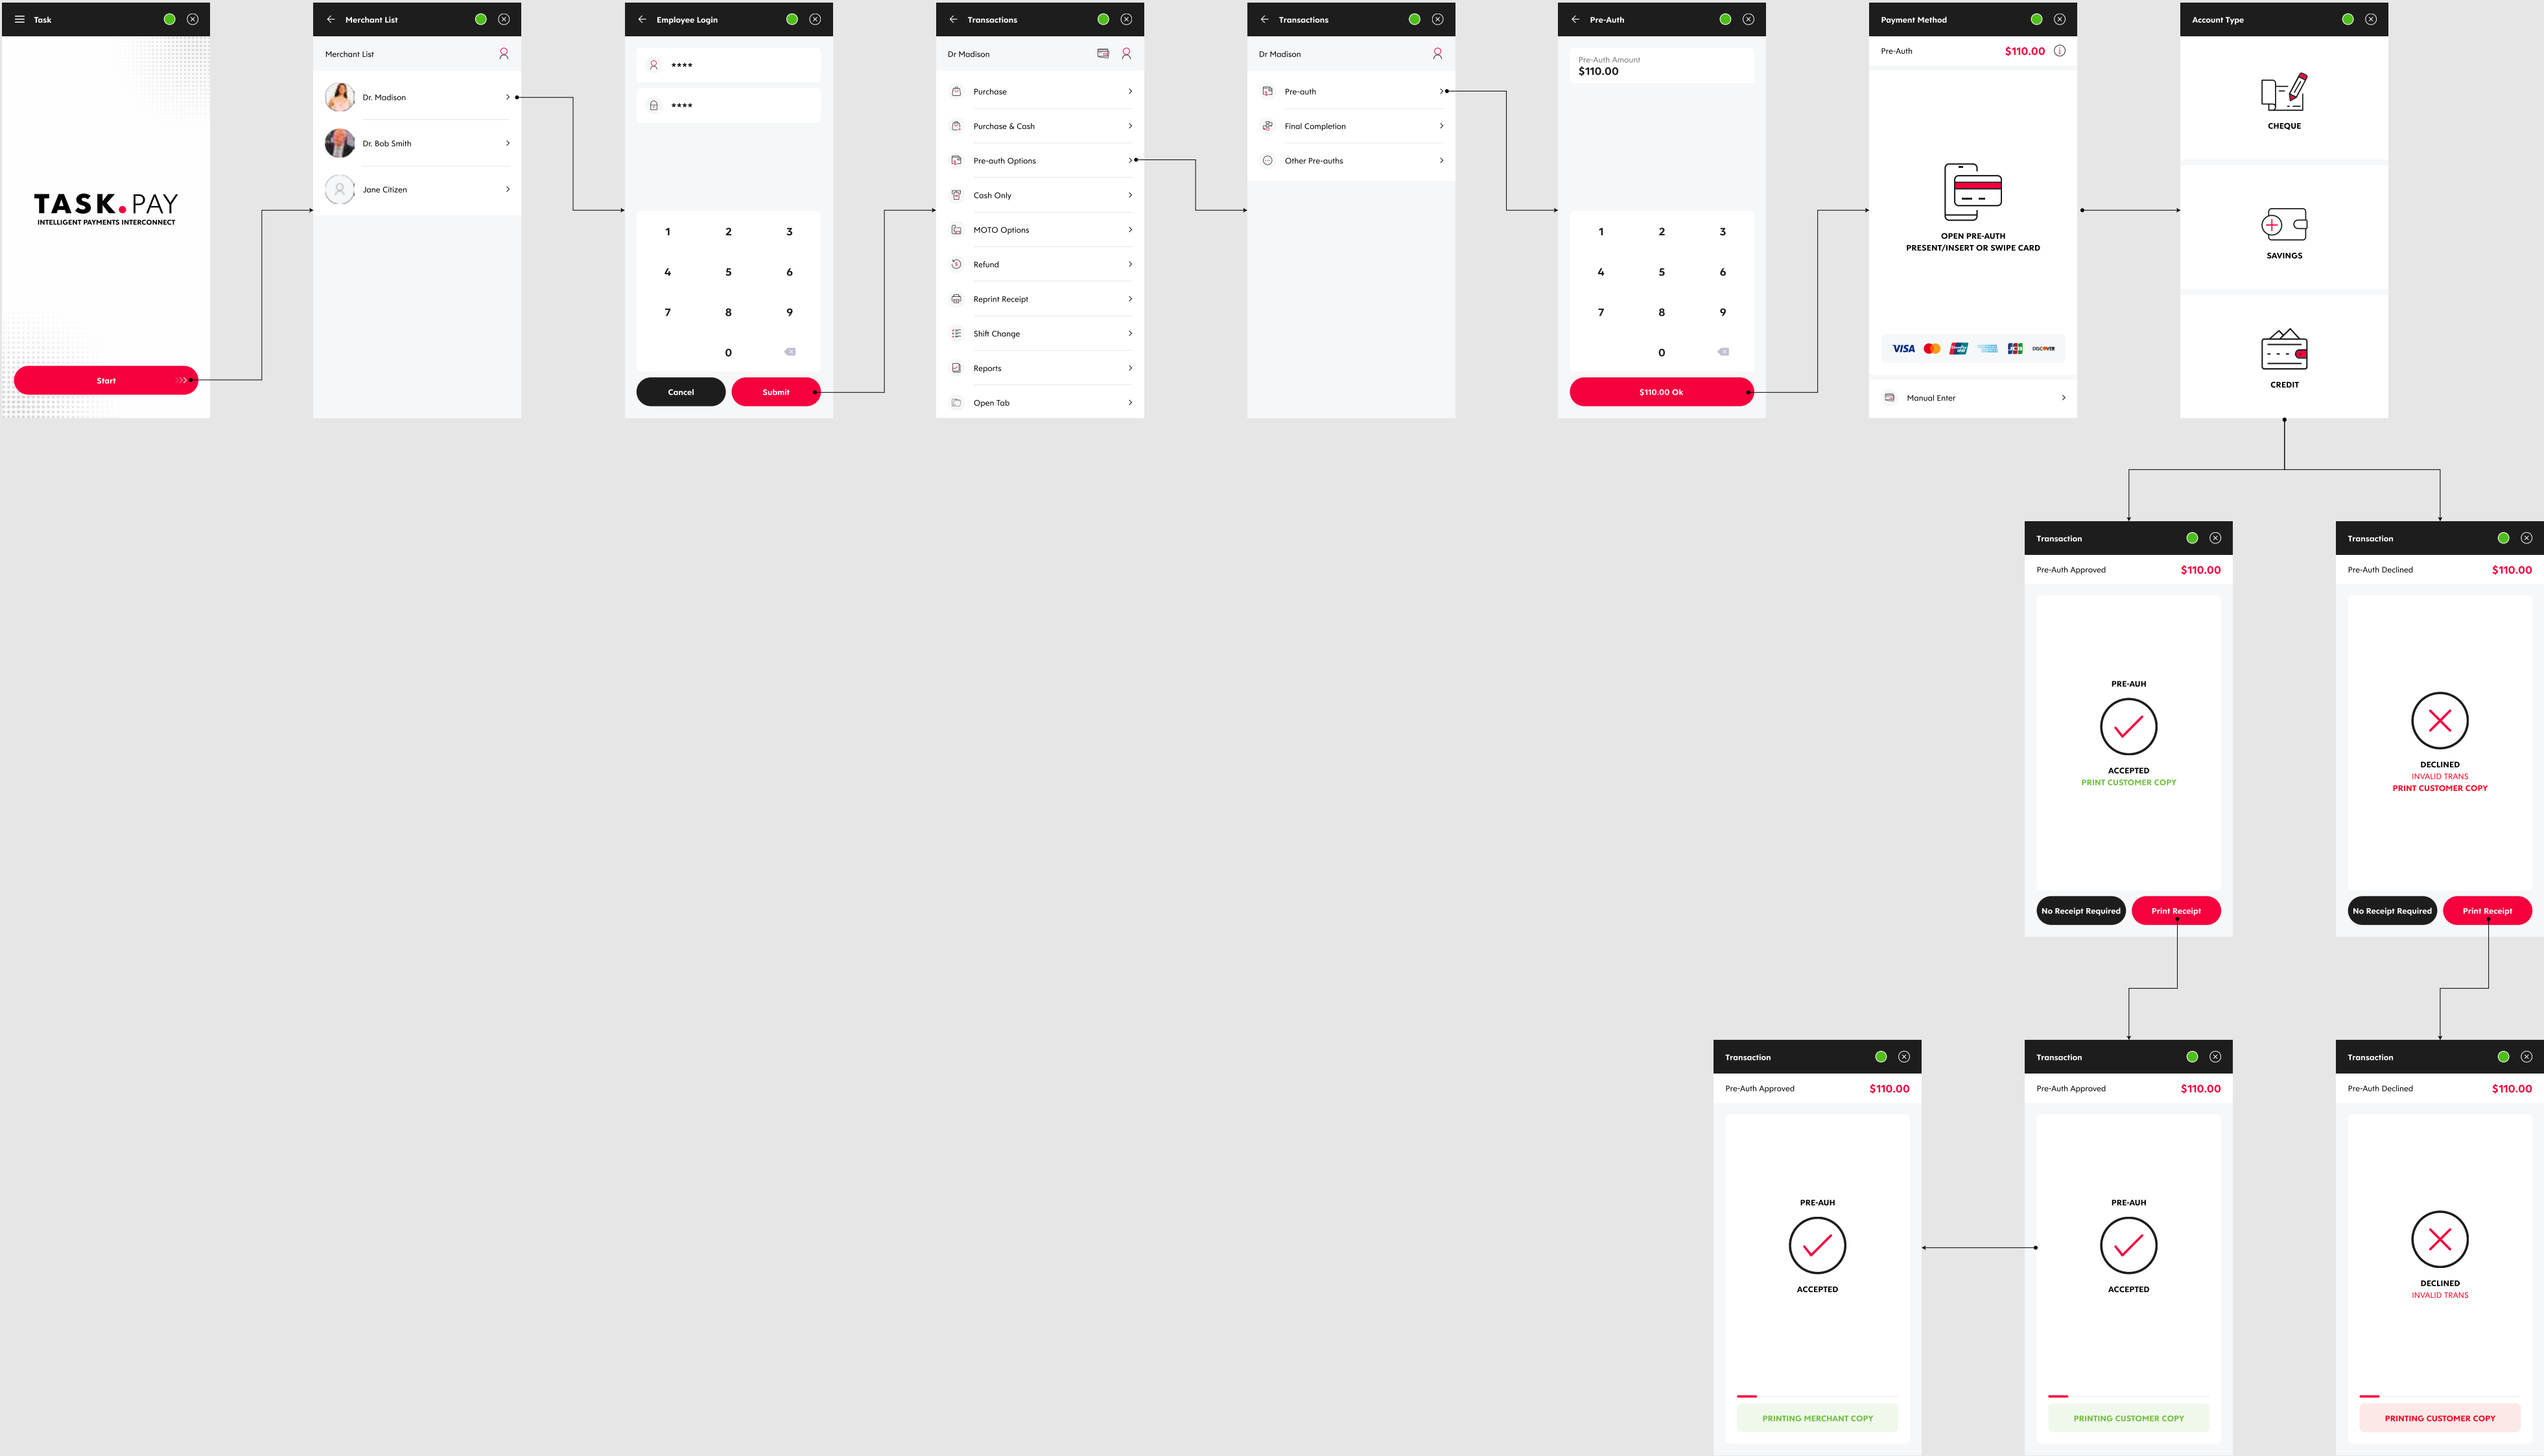 Task
TASK.PAY
INTELLIGENT PAYMENTS INTERCONNECT
Start
Merchant List
Merchant List
Dr. Madison
Dr. Bob Smith
Jane Citizen
Employee Login
****
****
1 2 3
4 5 6
7 8 9
0
Cancel
Submit
Transactions
Dr Madison
Purchase
Purchase & Cash
Pre-auth Options
Cash Only
MOTO Options
Refund
Reprint Receipt
Shift Change
Reports
Open Tab
Transactions
Dr Madison
Pre-auth
Final Completion
Other Pre-auths
Pre-Auth
Pre-Auth Amount
$110.00
1 2 3
4 5 6
7 8 9
0
$110.00 Ok
Payment Method
Pre-Auth $110.00
OPEN PRE-AUTH
PRESENT/INSERT OR SWIPE CARD
VISA JCB DISCOVER
Manual Enter
Account Type
CHEQUE
SAVINGS
CREDIT
Transaction
Pre-Auth Approved $110.00
PRE-AUH
ACCEPTED
PRINT CUSTOMER COPY
No Receipt Required
Print Receipt
Transaction
Pre-Auth Declined $110.00
DECLINED
INVALID TRANS
PRINT CUSTOMER COPY
No Receipt Required
Print Receipt
Transaction
Pre-Auth Approved $110.00
PRE-AUH
ACCEPTED
PRINTING MERCHANT COPY
Transaction
Pre-Auth Approved $110.00
PRE-AUH
ACCEPTED
PRINTING CUSTOMER COPY
Transaction
Pre-Auth Declined $110.00
DECLINED
INVALID TRANS
PRINTING CUSTOMER COPY